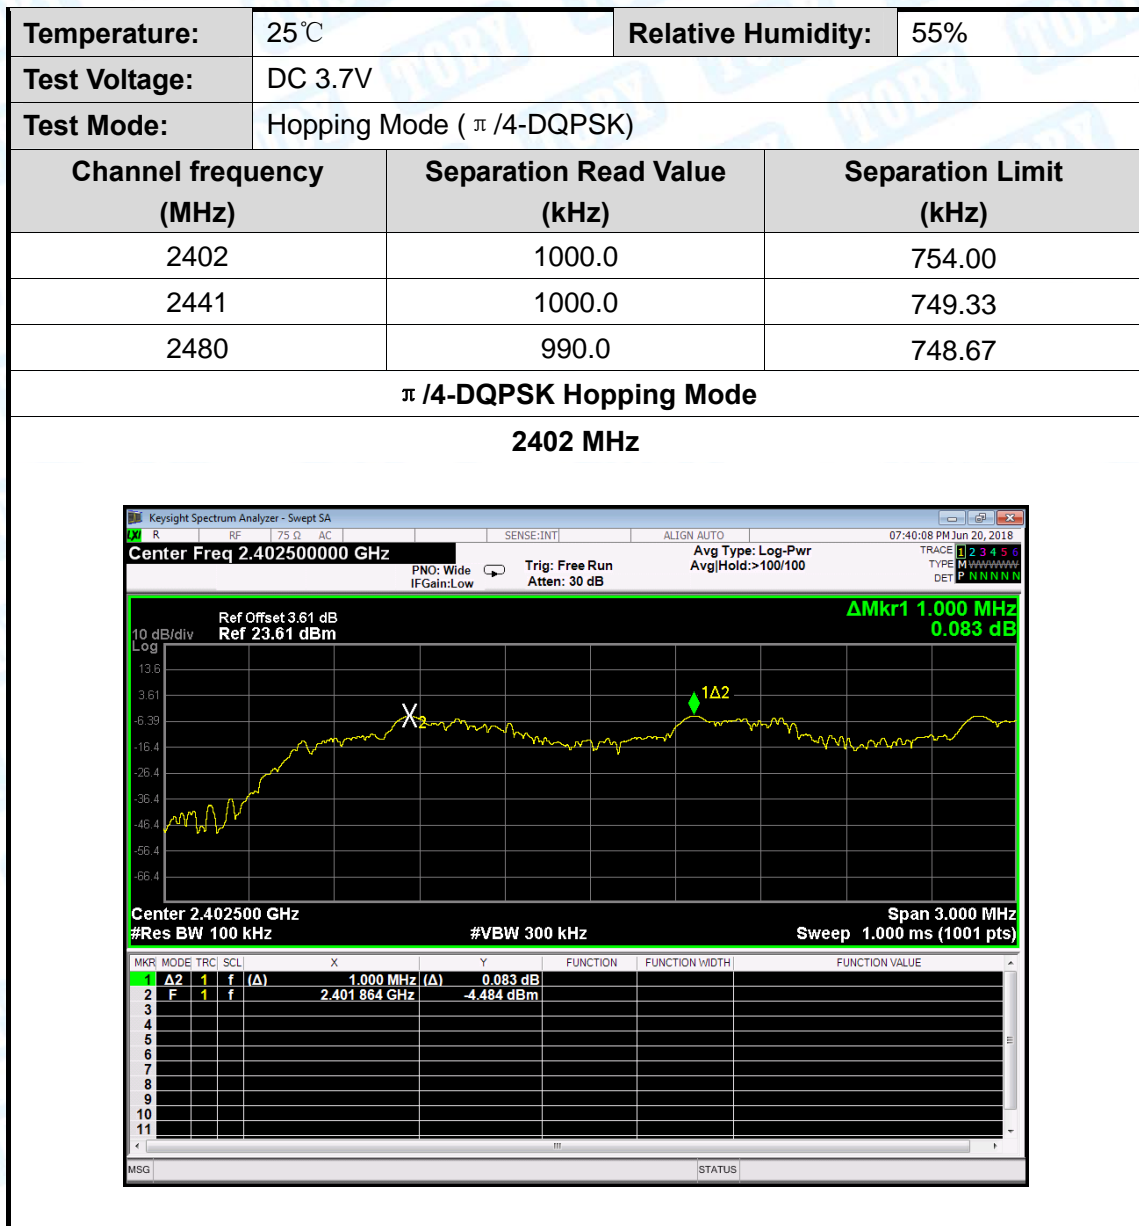 Temperature: 25℃ Relative Humidity: 55%
Test Voltage: DC 3.7V
Test Mode: Hopping Mode ( π /4-DQPSK)
Channel frequency (MHz) Separation Read Value (kHz) Separation Limit (kHz)
2402 1000.0 754.00
2441 1000.0 749.33
2480 990.0 748.67
π /4-DQPSK Hopping Mode
2402 MHz
Keysight Spectrum Analyzer - Swept SA
LXI R RF 75 Ω AC SENSE:INT ALIGN AUTO 07:40:08 PM Jun 20, 2018
Center Freq 2.402500000 GHz
PNO: Wide
IFGain:Low
Trig: Free Run
Atten: 30 dB
Avg Type: Log-Pwr
Avg|Hold:>100/100
TRACE 1 2 3 4 5 6
TYPE M WWWWW
DET P N N N N N
ΔMkr1 1.000 MHz
0.083 dB
Ref Offset 3.61 dB
10 dB/div Ref 23.61 dBm
Log
13.6
3.61
-6.39
-16.4
-26.4
-36.4
-46.4
-56.4
-66.4
X2
1Δ2
Center 2.402500 GHz Span 3.000 MHz
#Res BW 100 kHz #VBW 300 kHz Sweep 1.000 ms (1001 pts)
MKR MODE TRC SCL X Y FUNCTION FUNCTION WIDTH FUNCTION VALUE
1 Δ2 1 f (Δ) 1.000 MHz (Δ) 0.083 dB
2 F 1 f 2.401 864 GHz -4.484 dBm
3
4
5
6
7
8
9
10
11
MSG STATUS
TOBY